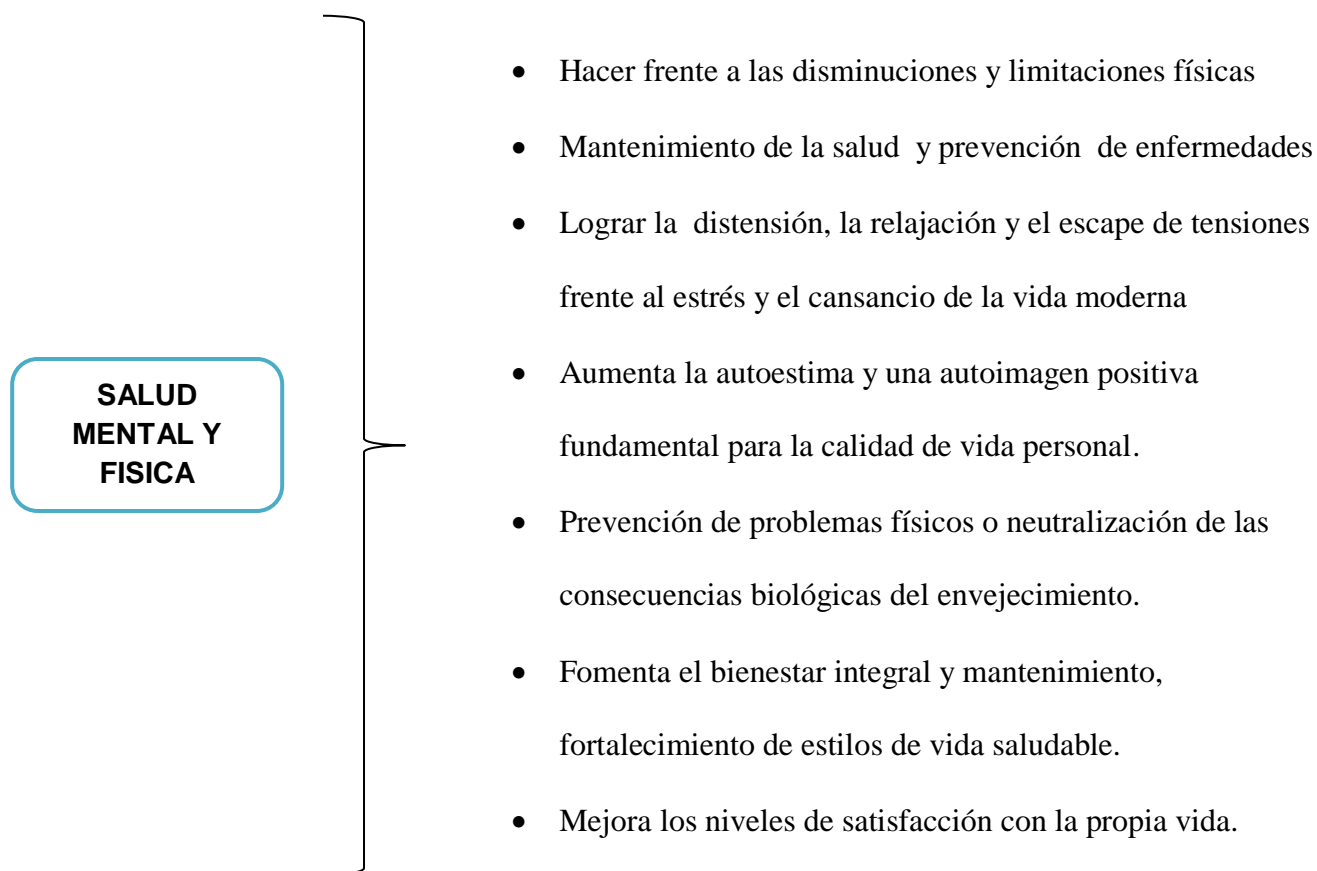 SALUD
MENTAL Y
FISICA
• Hacer frente a las disminuciones y limitaciones físicas
• Mantenimiento de la salud y prevención de enfermedades
• Lograr la distensión, la relajación y el escape de tensiones
frente al estrés y el cansancio de la vida moderna
• Aumenta la autoestima y una autoimagen positiva
fundamental para la calidad de vida personal.
• Prevención de problemas físicos o neutralización de las
consecuencias biológicas del envejecimiento.
• Fomenta el bienestar integral y mantenimiento,
fortalecimiento de estilos de vida saludable.
• Mejora los niveles de satisfacción con la propia vida.